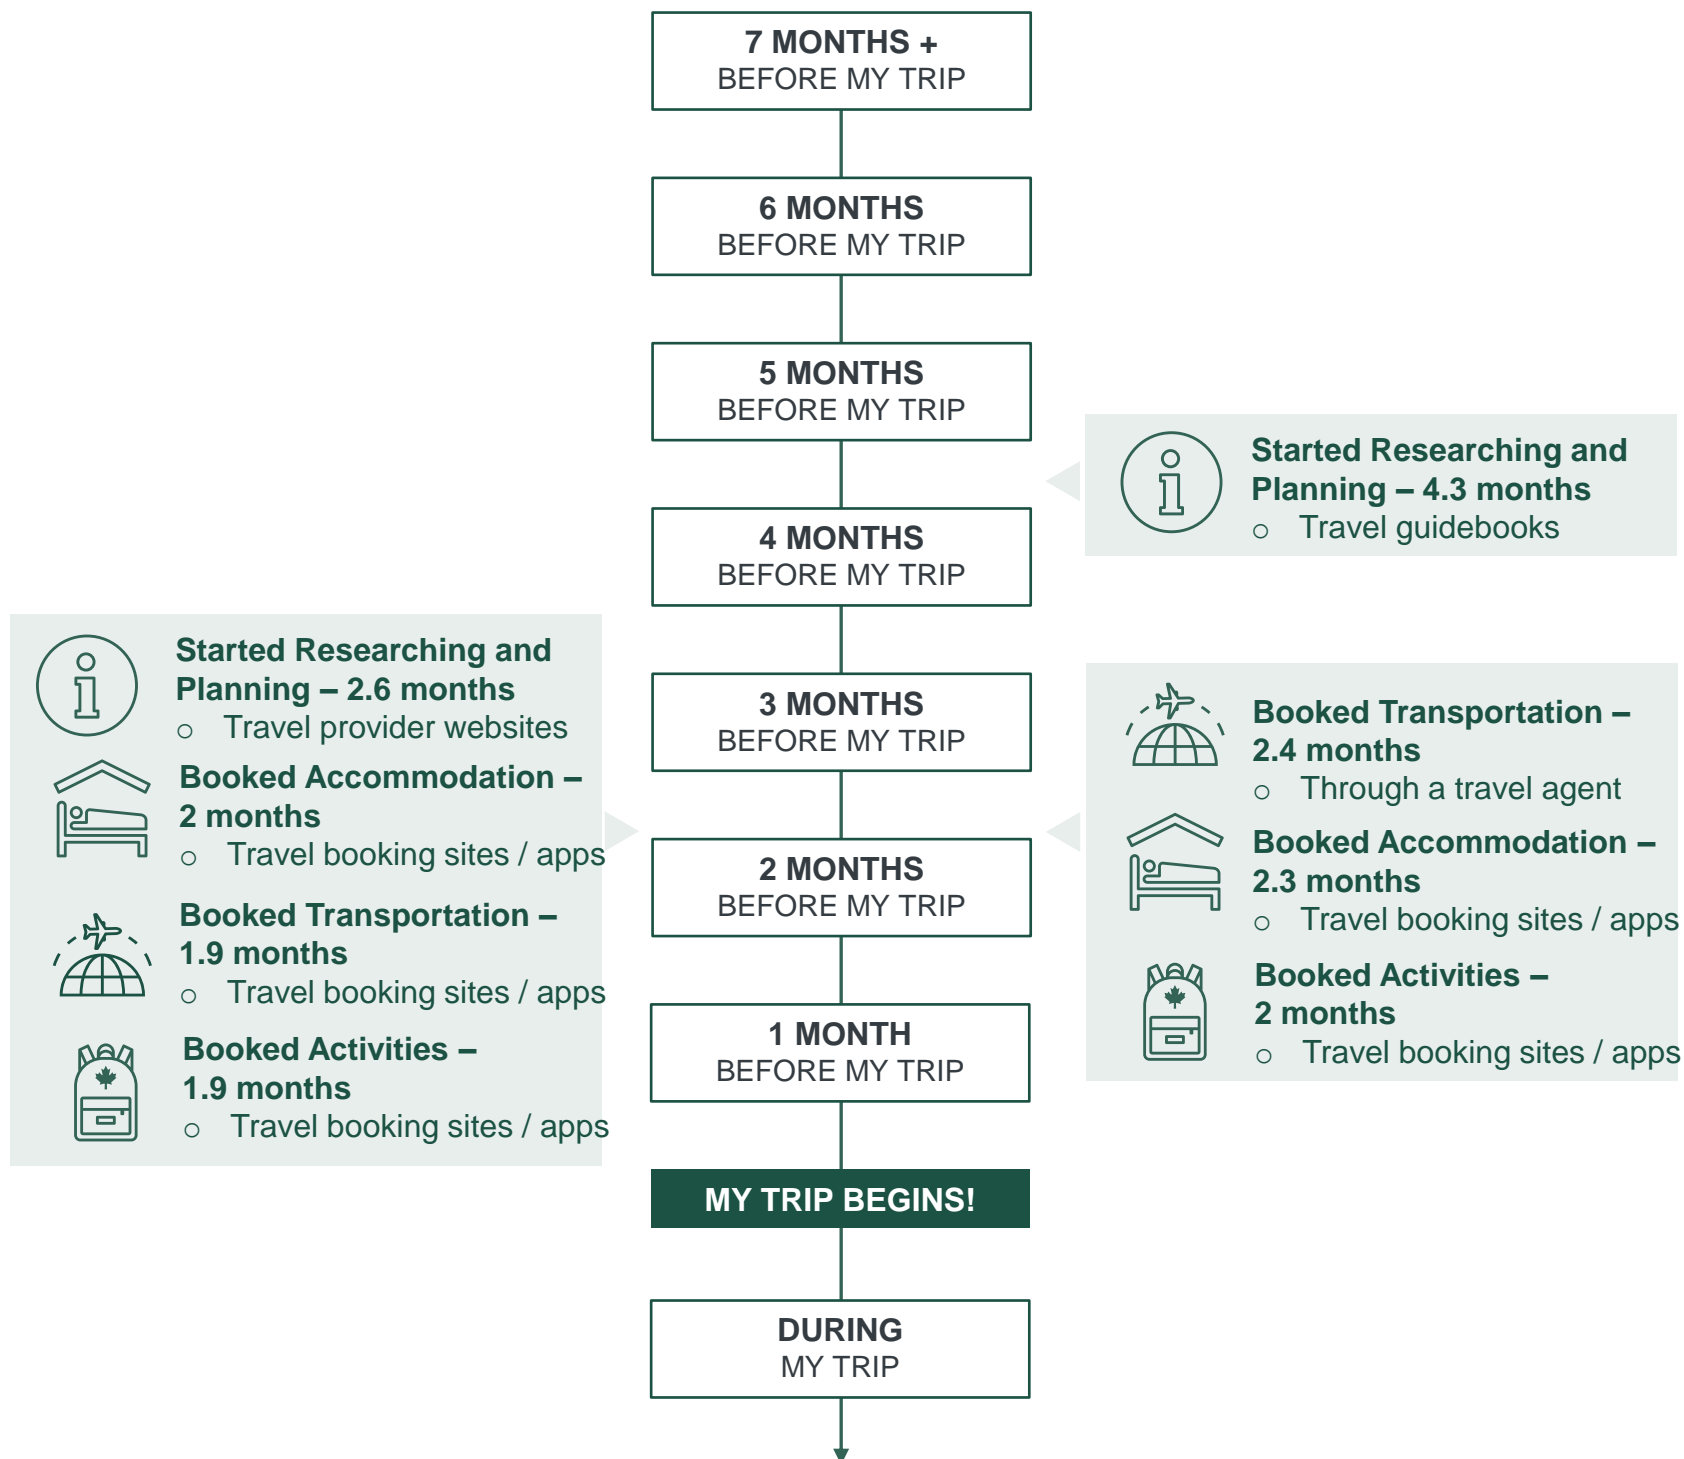 7 MONTHS +
BEFORE MY TRIP
6 MONTHS
BEFORE MY TRIP
5 MONTHS
BEFORE MY TRIP
4 MONTHS
BEFORE MY TRIP
3 MONTHS
BEFORE MY TRIP
2 MONTHS
BEFORE MY TRIP
1 MONTH
BEFORE MY TRIP
MY TRIP BEGINS!
DURING
MY TRIP
Started Researching and
Planning – 2.6 months
o Travel provider websites
Booked Accommodation –
2 months
o Travel booking sites / apps
Booked Transportation –
1.9 months
o Travel booking sites / apps
Booked Activities –
1.9 months
o Travel booking sites / apps
Started Researching and
Planning – 4.3 months
o Travel guidebooks
Booked Transportation –
2.4 months
o Through a travel agent
Booked Accommodation –
2.3 months
o Travel booking sites / apps
Booked Activities –
2 months
o Travel booking sites / apps